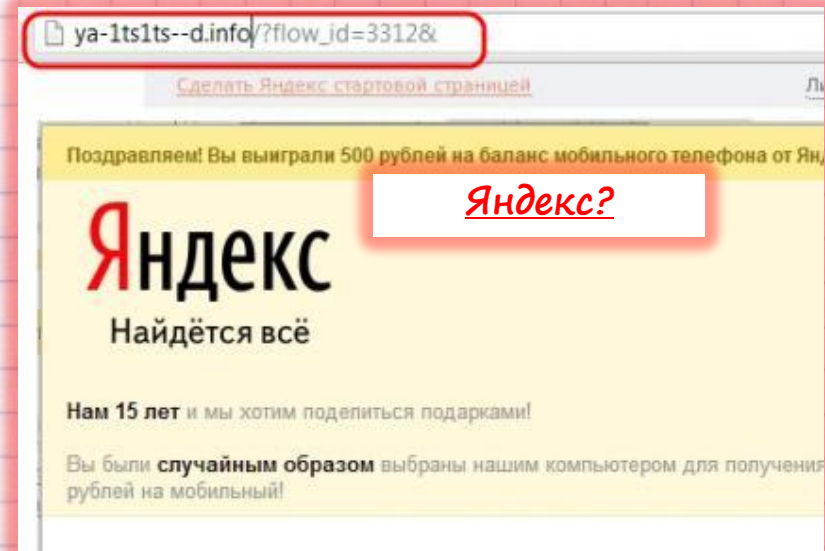 ya-1ts1ts--d.info/?flow_id=3312&
Сделать Яндекс стартовой страницей
Поздравляем! Вы выиграли 500 рублей на баланс мобильного телефона от
Яндекс?
Яндекс
Найдётся всё
Нам 15 лет и мы хотим поделиться подарками!
Вы были случайным образом выбраны нашим компьютером для получения
рублей на мобильный!